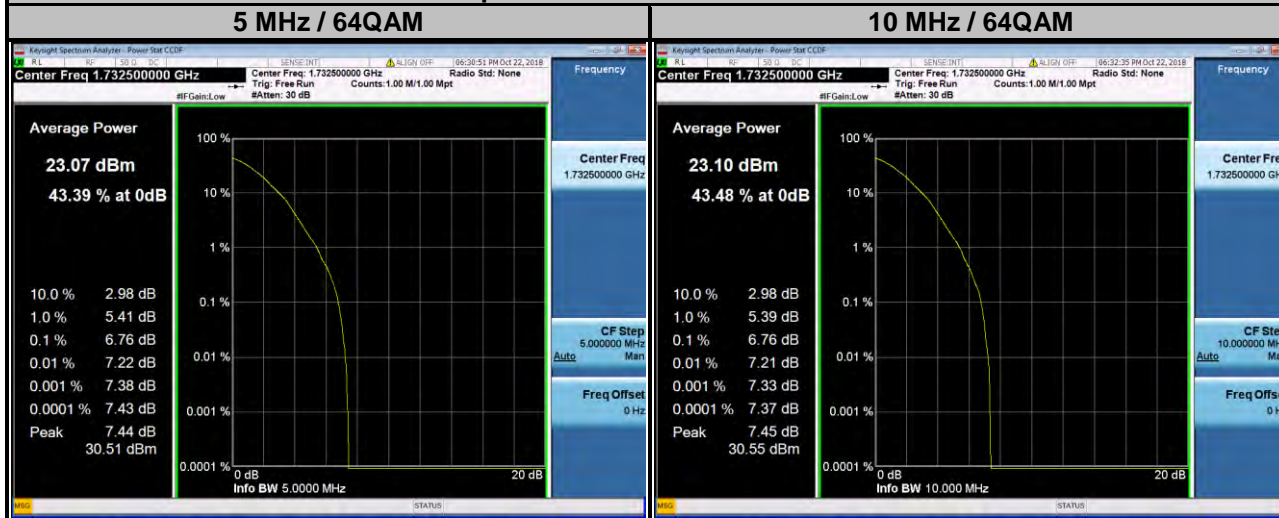 5 MHz / 64QAM
Keysight Spectrum Analyzer - Power Stat CCDF
RL RF 50 Ω DC SENSE:INT ALIGN OFF 06:30:51 PM Oct 22, 2018
Center Freq 1.732500000 GHz
Center Freq: 1.732500000 GHz Radio Std: None
Trig: Free Run Counts:1.00 M/1.00 Mpt
#IFGain:Low #Atten: 30 dB
Frequency
Average Power
23.07 dBm
43.39 % at 0dB
10.0 % 2.98 dB
1.0 % 5.41 dB
0.1 % 6.76 dB
0.01 % 7.22 dB
0.001 % 7.38 dB
0.0001 % 7.43 dB
Peak 7.44 dB
30.51 dBm
100 %
10 %
1 %
0.1 %
0.01 %
0.001 %
0.0001 %
0 dB 20 dB
Info BW 5.0000 MHz
Center Freq
1.732500000 GHz
CF Step
5.000000 MHz
Auto Man
Freq Offset
0 Hz
MSG STATUS
10 MHz / 64QAM
Keysight Spectrum Analyzer - Power Stat CCDF
RL RF 50 Ω DC SENSE:INT ALIGN OFF 06:32:35 PM Oct 22, 2018
Center Freq 1.732500000 GHz
Center Freq: 1.732500000 GHz Radio Std: None
Trig: Free Run Counts:1.00 M/1.00 Mpt
#IFGain:Low #Atten: 30 dB
Frequency
Average Power
23.10 dBm
43.48 % at 0dB
10.0 % 2.98 dB
1.0 % 5.39 dB
0.1 % 6.76 dB
0.01 % 7.21 dB
0.001 % 7.33 dB
0.0001 % 7.37 dB
Peak 7.45 dB
30.55 dBm
100 %
10 %
1 %
0.1 %
0.01 %
0.001 %
0.0001 %
0 dB 20 dB
Info BW 10.000 MHz
Center Fre
1.732500000 GH
CF Ste
10.000000 MH
Auto M
Freq Offs
0 H
MSG STATUS